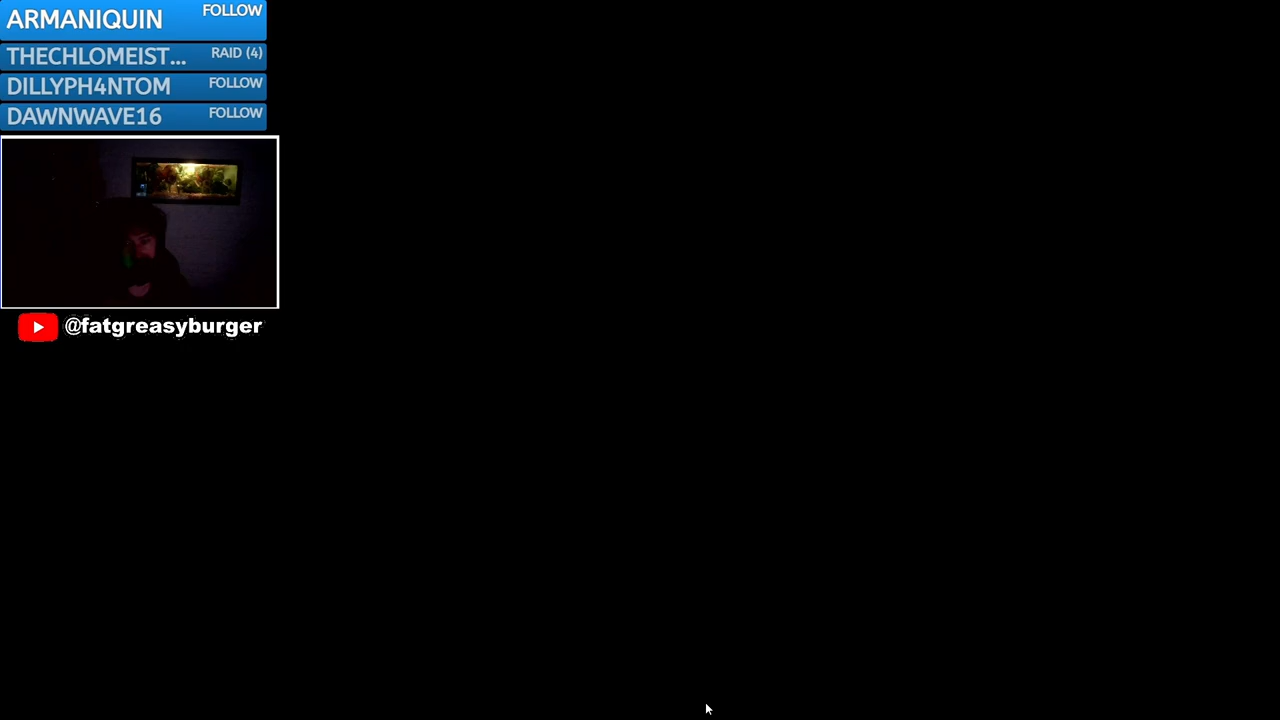 ARMANIQUIN FOLLOW
THECHLOMEIST... RAID (4)
DILLYPH4NTOM FOLLOW
DAWNWAVE16 FOLLOW
@fatgreasyburger